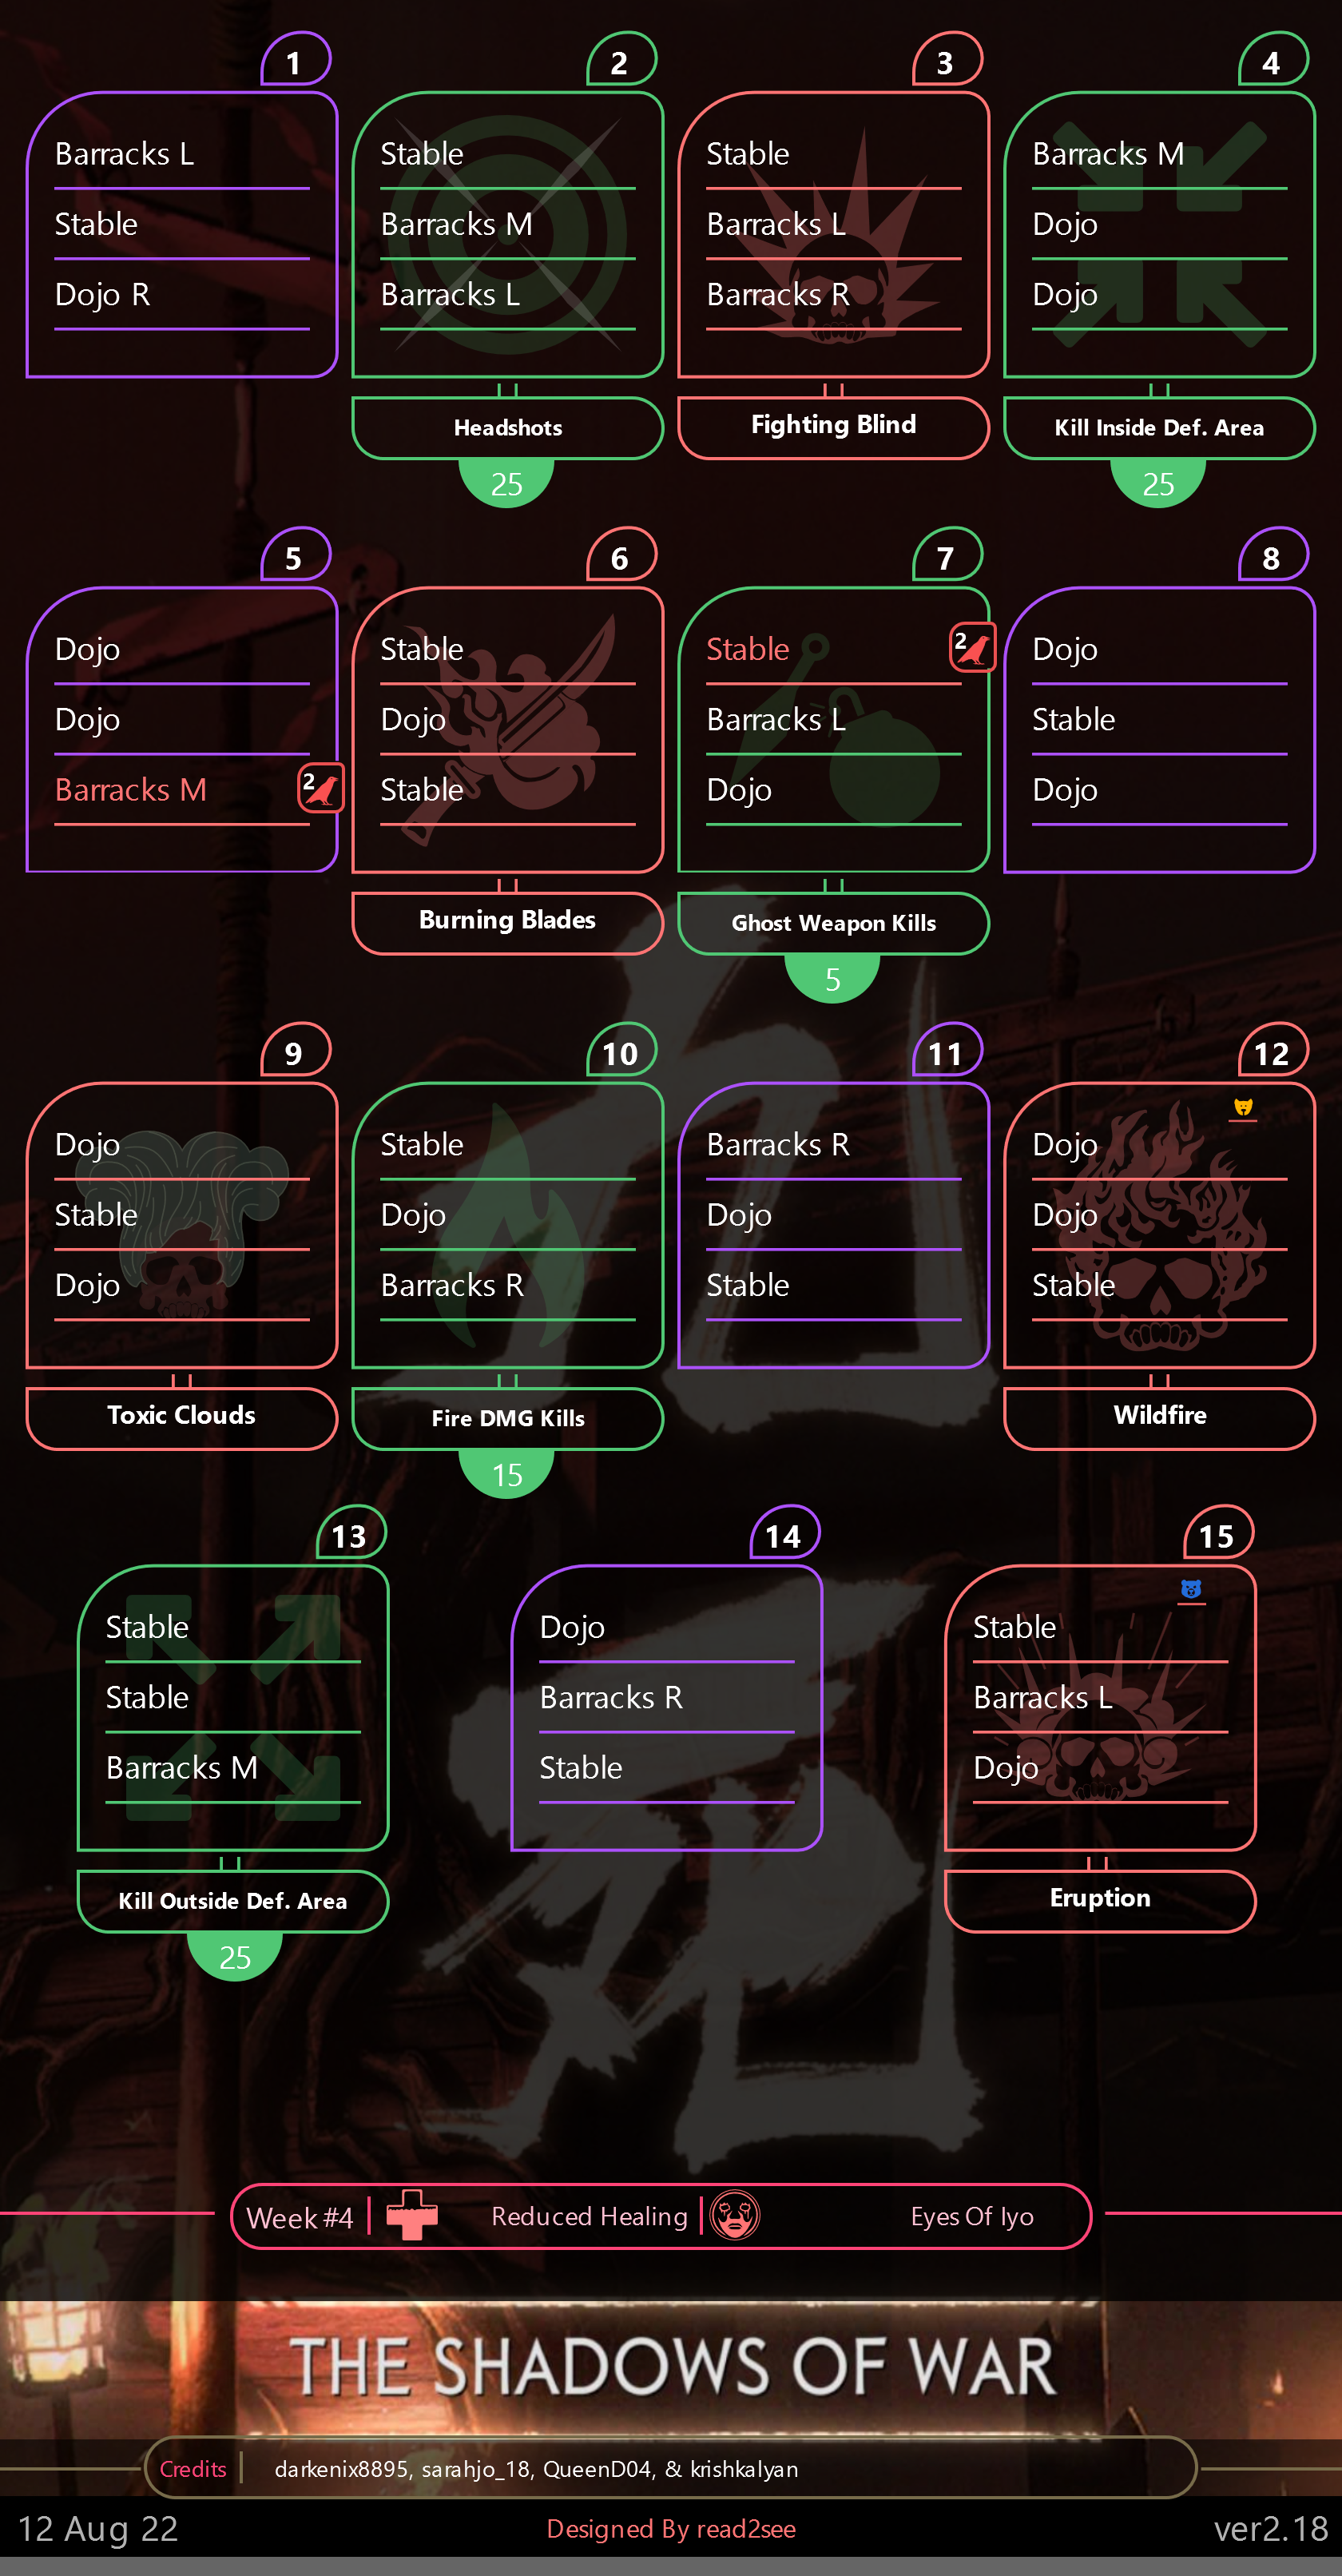 1
Barracks L
Stable
Dojo R
2
Stable
Barracks M
Barracks L
Headshots
25
3
Stable
Barracks L
Barracks R
Fighting Blind
4
Barracks M
Dojo
Dojo
Kill Inside Def. Area
25
5
Dojo
Dojo
Barracks M
2
6
Stable
Dojo
Stable
Burning Blades
7
Stable
2
Barracks L
Dojo
Ghost Weapon Kills
5
8
Dojo
Stable
Dojo
9
Dojo
Stable
Dojo
Toxic Clouds
10
Stable
Dojo
Barracks R
Fire DMG Kills
15
11
Barracks R
Dojo
Stable
12
Dojo
Dojo
Stable
Wildfire
13
Stable
Stable
Barracks M
Kill Outside Def. Area
25
14
Dojo
Barracks R
Stable
15
Stable
Barracks L
Dojo
Eruption
Week #4 Reduced Healing Eyes Of Iyo
THE SHADOWS OF WAR
Credits darkenix8895, sarahjo_18, QueenD04, & krishkalyan
12 Aug 22 Designed By read2see ver2.18